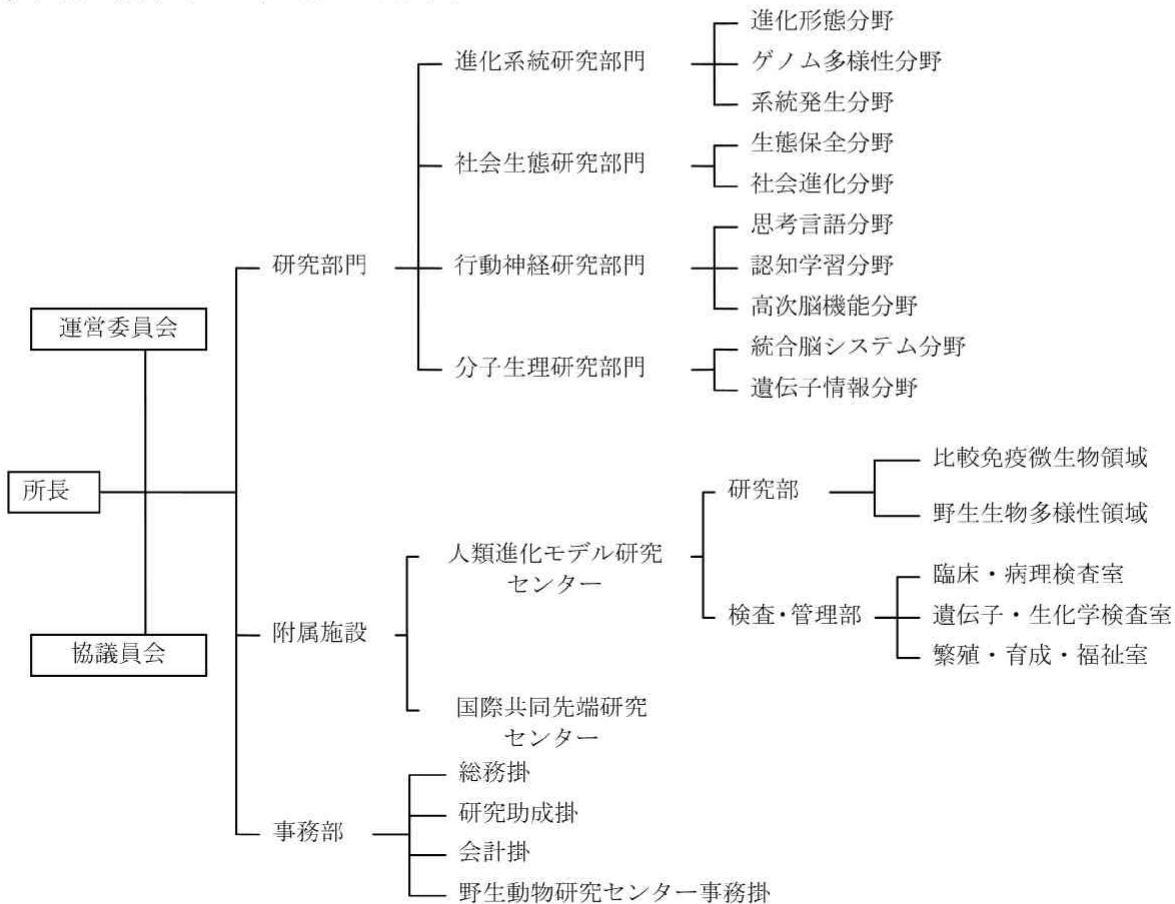 進化形態分野
進化系統研究部門
ゲノム多様性分野
系統発生分野
生態保全分野
社会生態研究部門
社会進化分野
思考言語分野
研究部門
行動神経研究部門
認知学習分野
高次脳機能分野
運営委員会
統合脳システム分野
分子生理研究部門
遺伝子情報分野
比較免疫微生物領域
所長
研究部
野生生物多様性領域
人類進化モデル研究
センター
臨床・病理検査室
検査・管理部
遺伝子・生化学検査室
附属施設
繁殖・育成・福祉室
協議員会
国際共同先端研究
センター
総務掛
研究助成掛
事務部
会計掛
野生動物研究センター事務掛